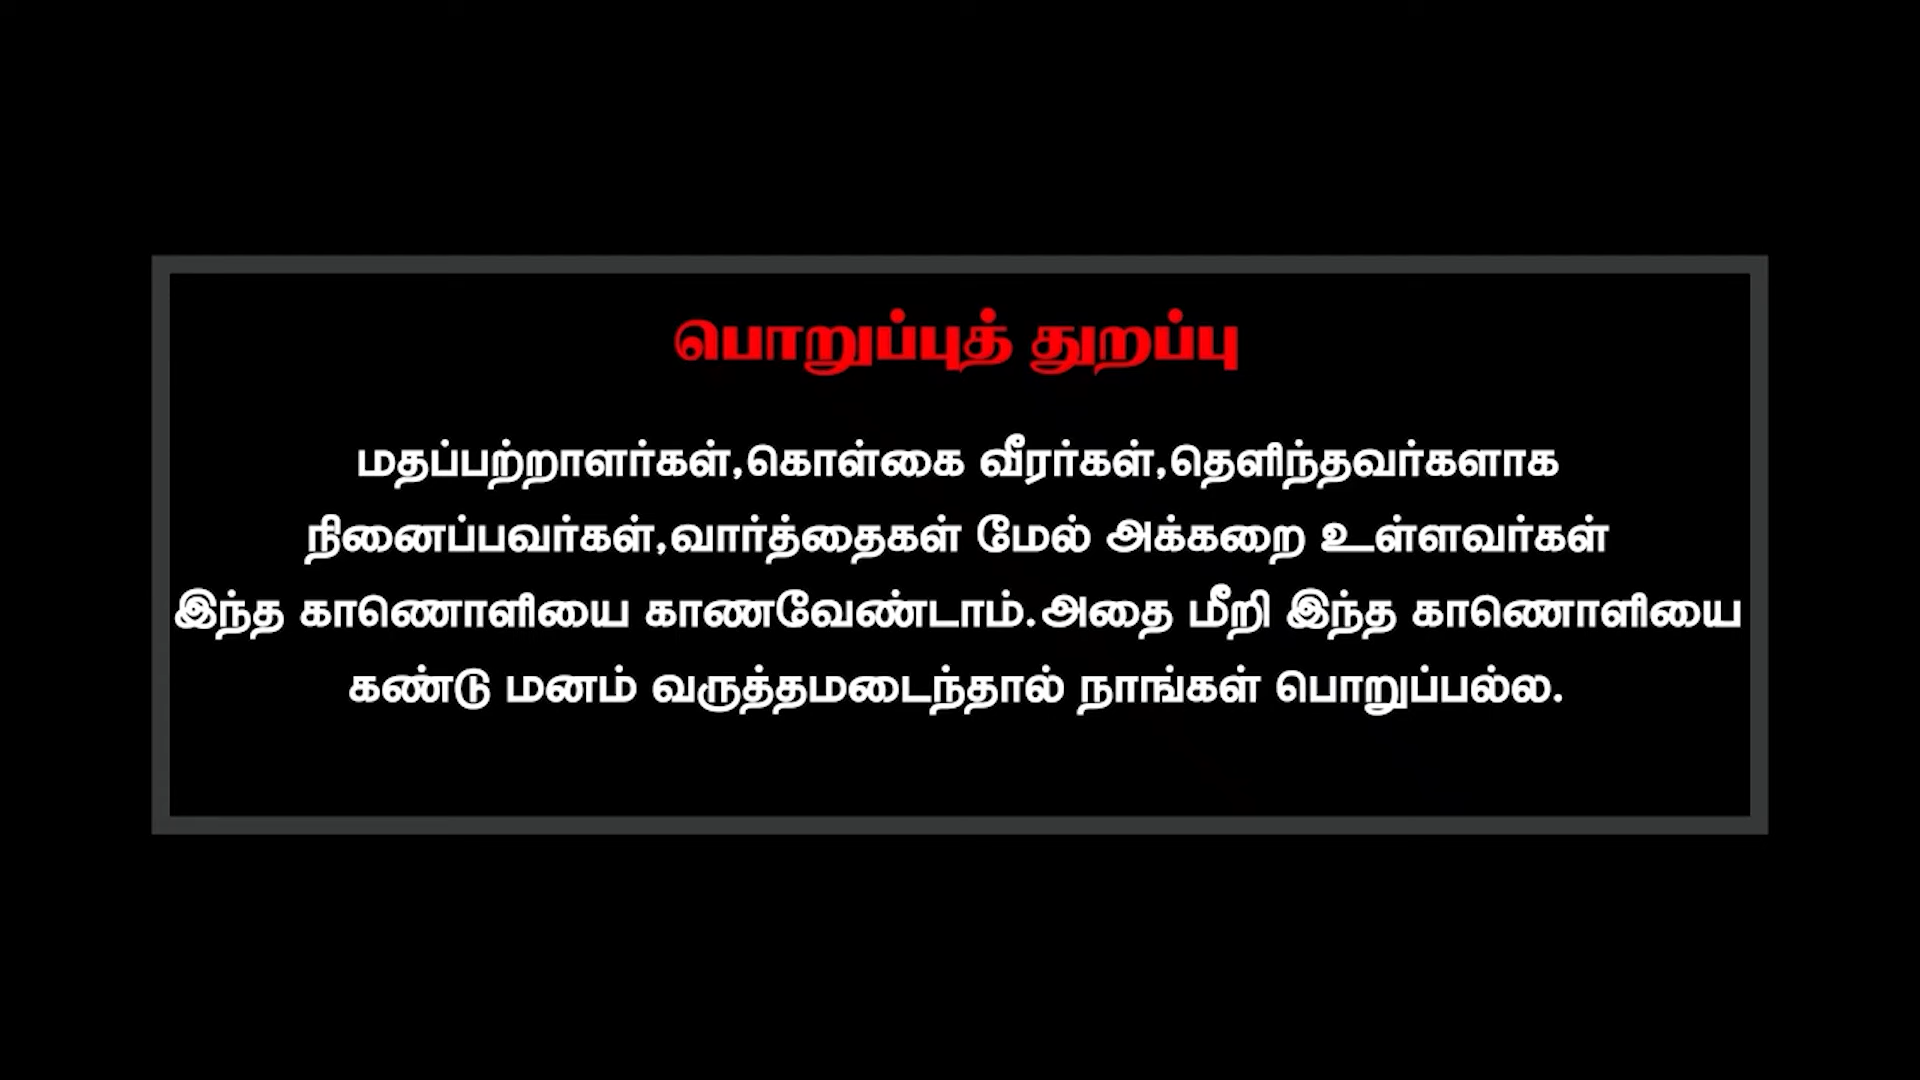 பொறுப்புத் துறப்பு
மதப்பற்றாளர்கள்,கொள்கை வீரர்கள்,தெளிந்தவர்களாக
நினைப்பவர்கள்,வார்த்தைகள் மேல் அக்கறை உள்ளவர்கள்
இந்த காணொளியை காணவேண்டாம்.அதை மீறி இந்த காணொளியை
கண்டு மனம் வருத்தமடைந்தால் நாங்கள் பொறுப்பல்ல.